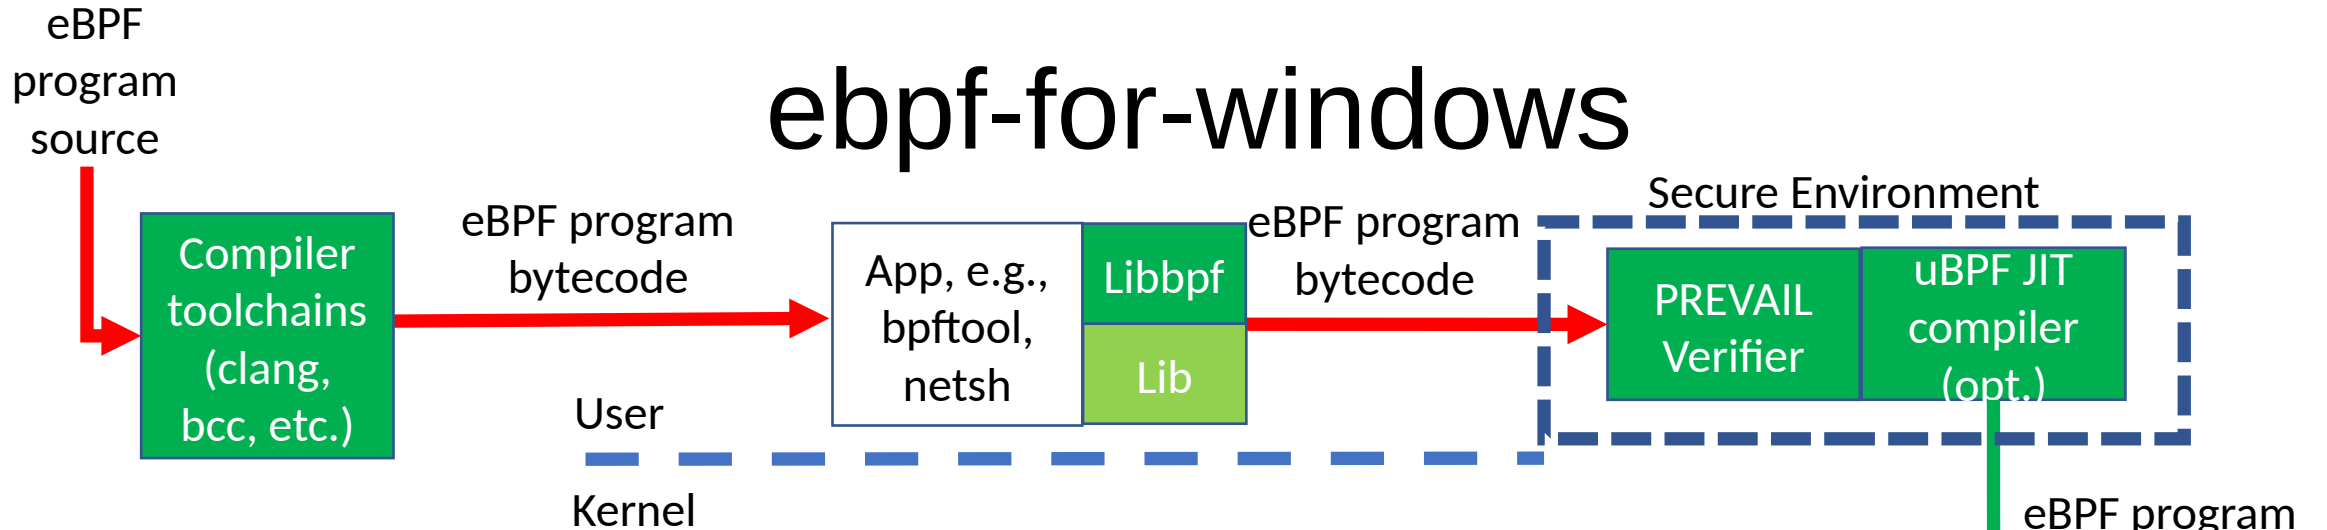 eBPF
program
source
ebpf-for-windows
Secure Environment
eBPF program
bytecode
eBPF program
bytecode
Compiler
toolchains
(clang,
bcc, etc.)
App, e.g.,
bpftool,
netsh
Libbpf
Lib
PREVAIL
Verifier
uBPF JIT
compiler
(opt.)
User
Kernel
eBPF program